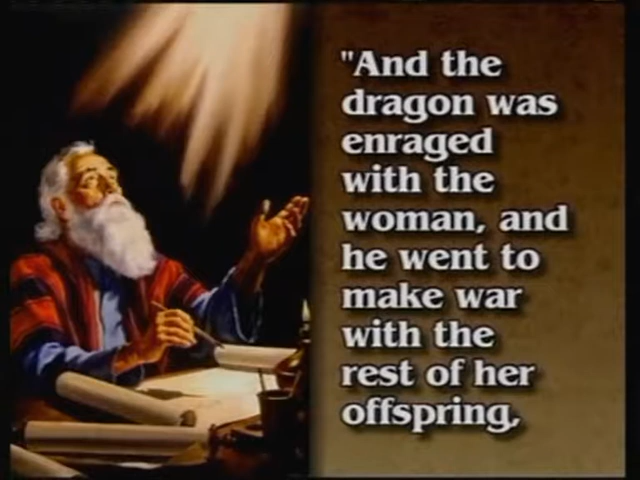 "And the
dragon was
enraged
with the
woman, and
he went to
make war
with the
rest of her
offspring,